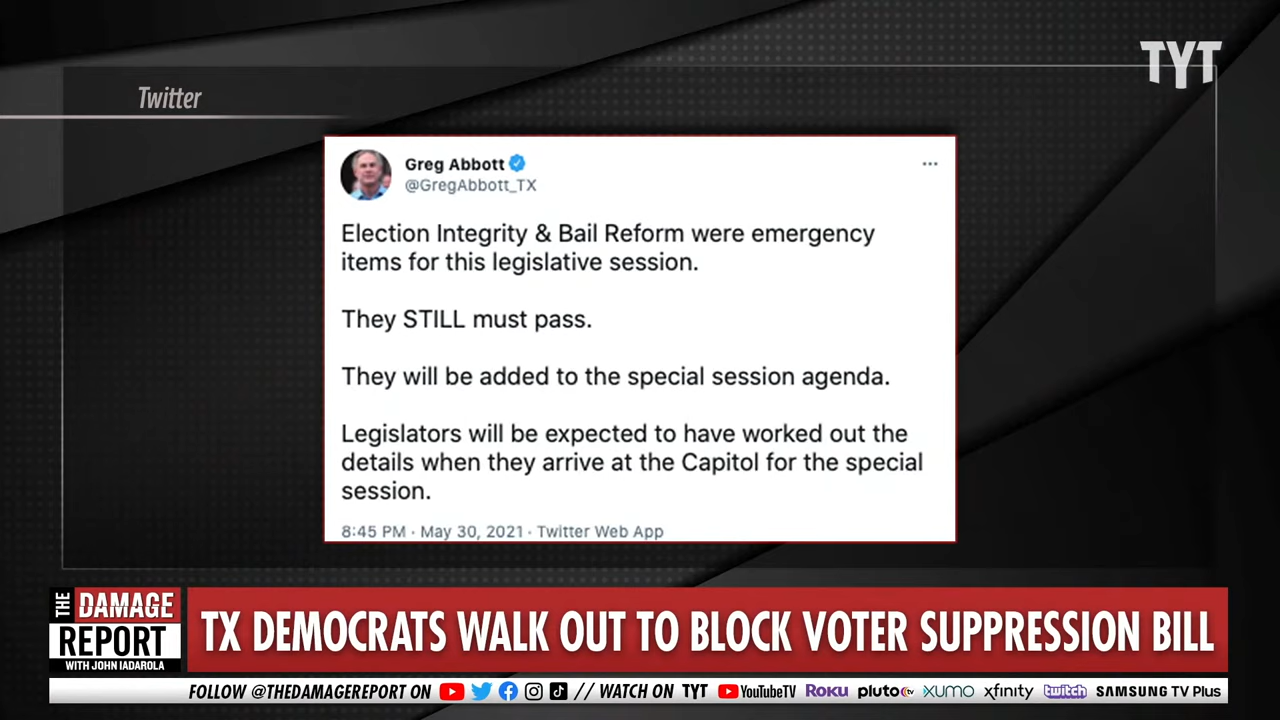 TYT
Twitter
Greg Abbott
@GregAbbott_TX
Election Integrity & Bail Reform were emergency
items for this legislative session.
They STILL must pass.
They will be added to the special session agenda.
Legislators will be expected to have worked out the
details when they arrive at the Capitol for the special
session.
8:45 PM · May 30, 2021 · Twitter Web App
THE DAMAGE
REPORT
WITH JOHN IADAROLA
TX DEMOCRATS WALK OUT TO BLOCK VOTER SUPPRESSION BILL
FOLLOW @THEDAMAGEREPORT ON // WATCH ON TYT YouTubeTV Roku pluto tv XUMO xfinity twitch SAMSUNG TV Plus